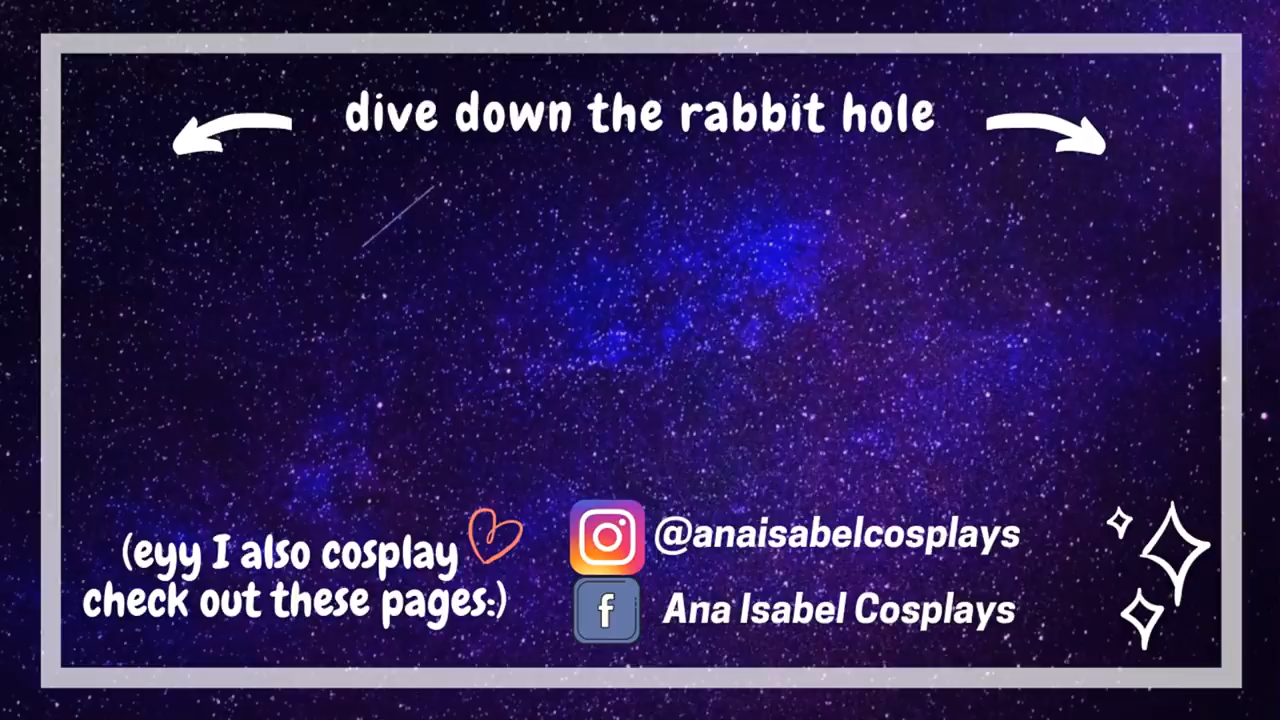 dive down the rabbit hole
(eyy I also cosplay
check out these pages:)
@anaisabelcosplays
f
Ana Isabel Cosplays